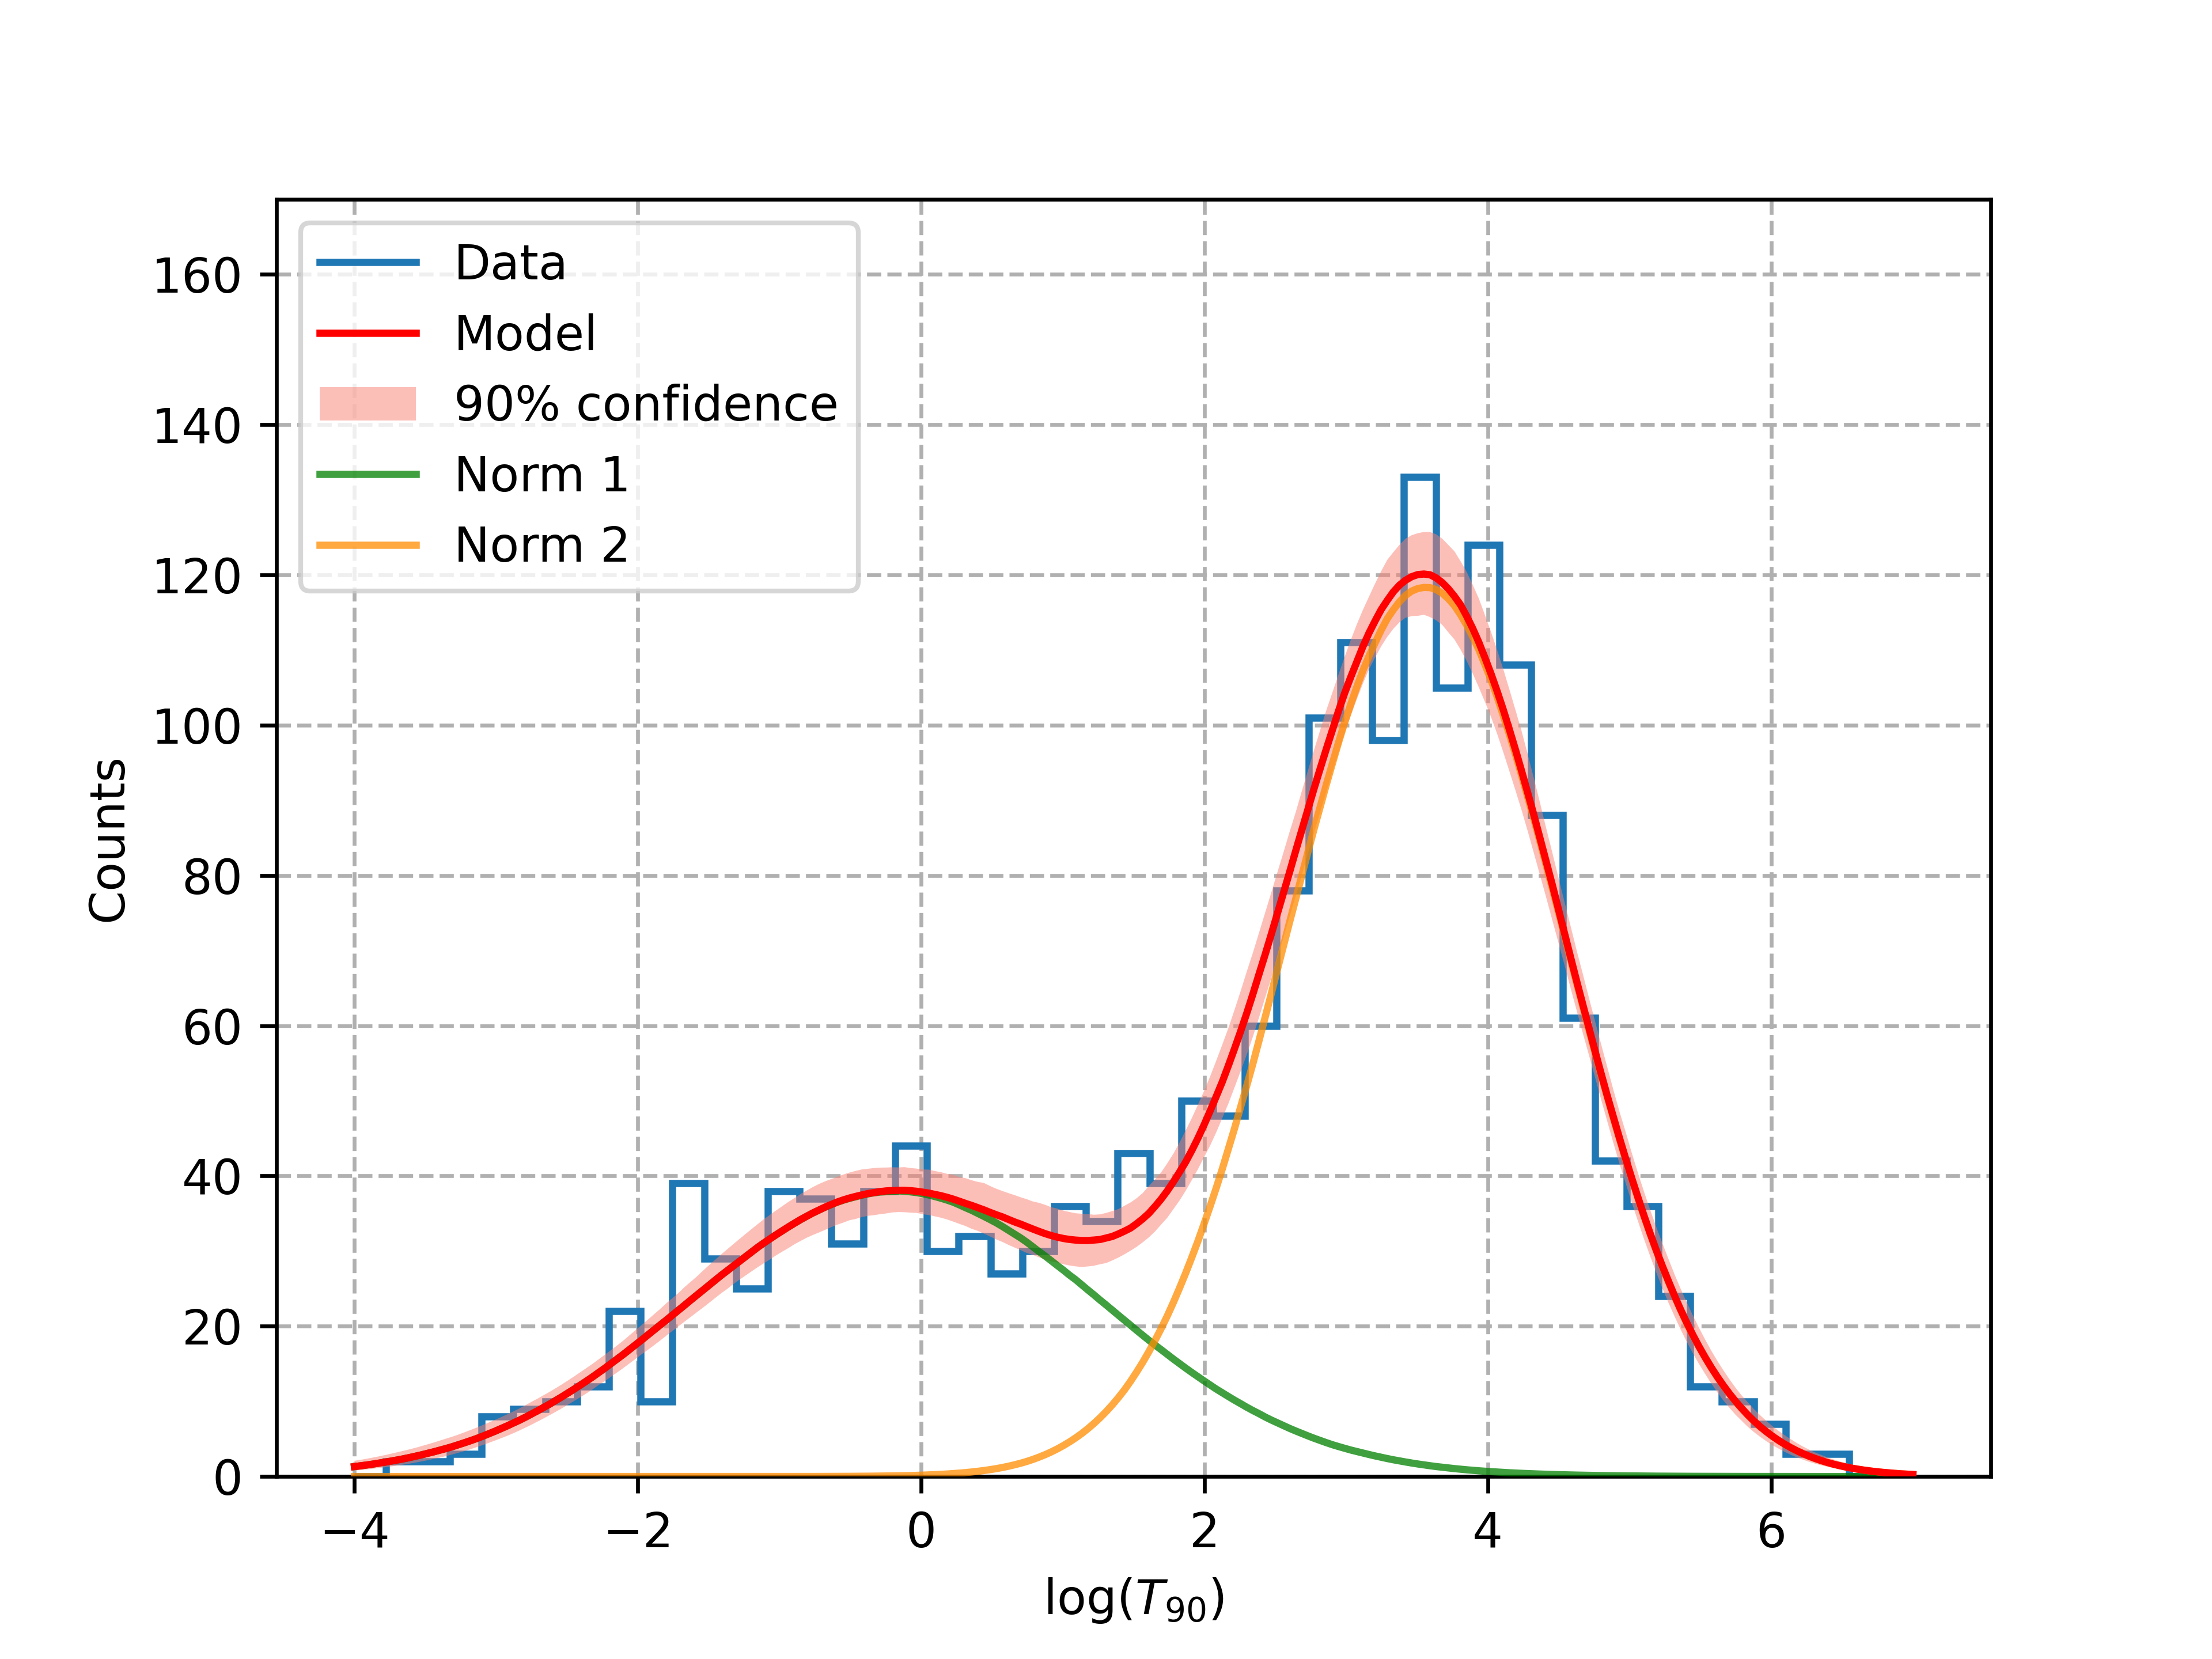 Data
Model
90% confidence
Norm 1
Norm 2
160
140
120
100
80
60
40
20
0
Counts
−4
−2
0
2
4
6
log(T90)